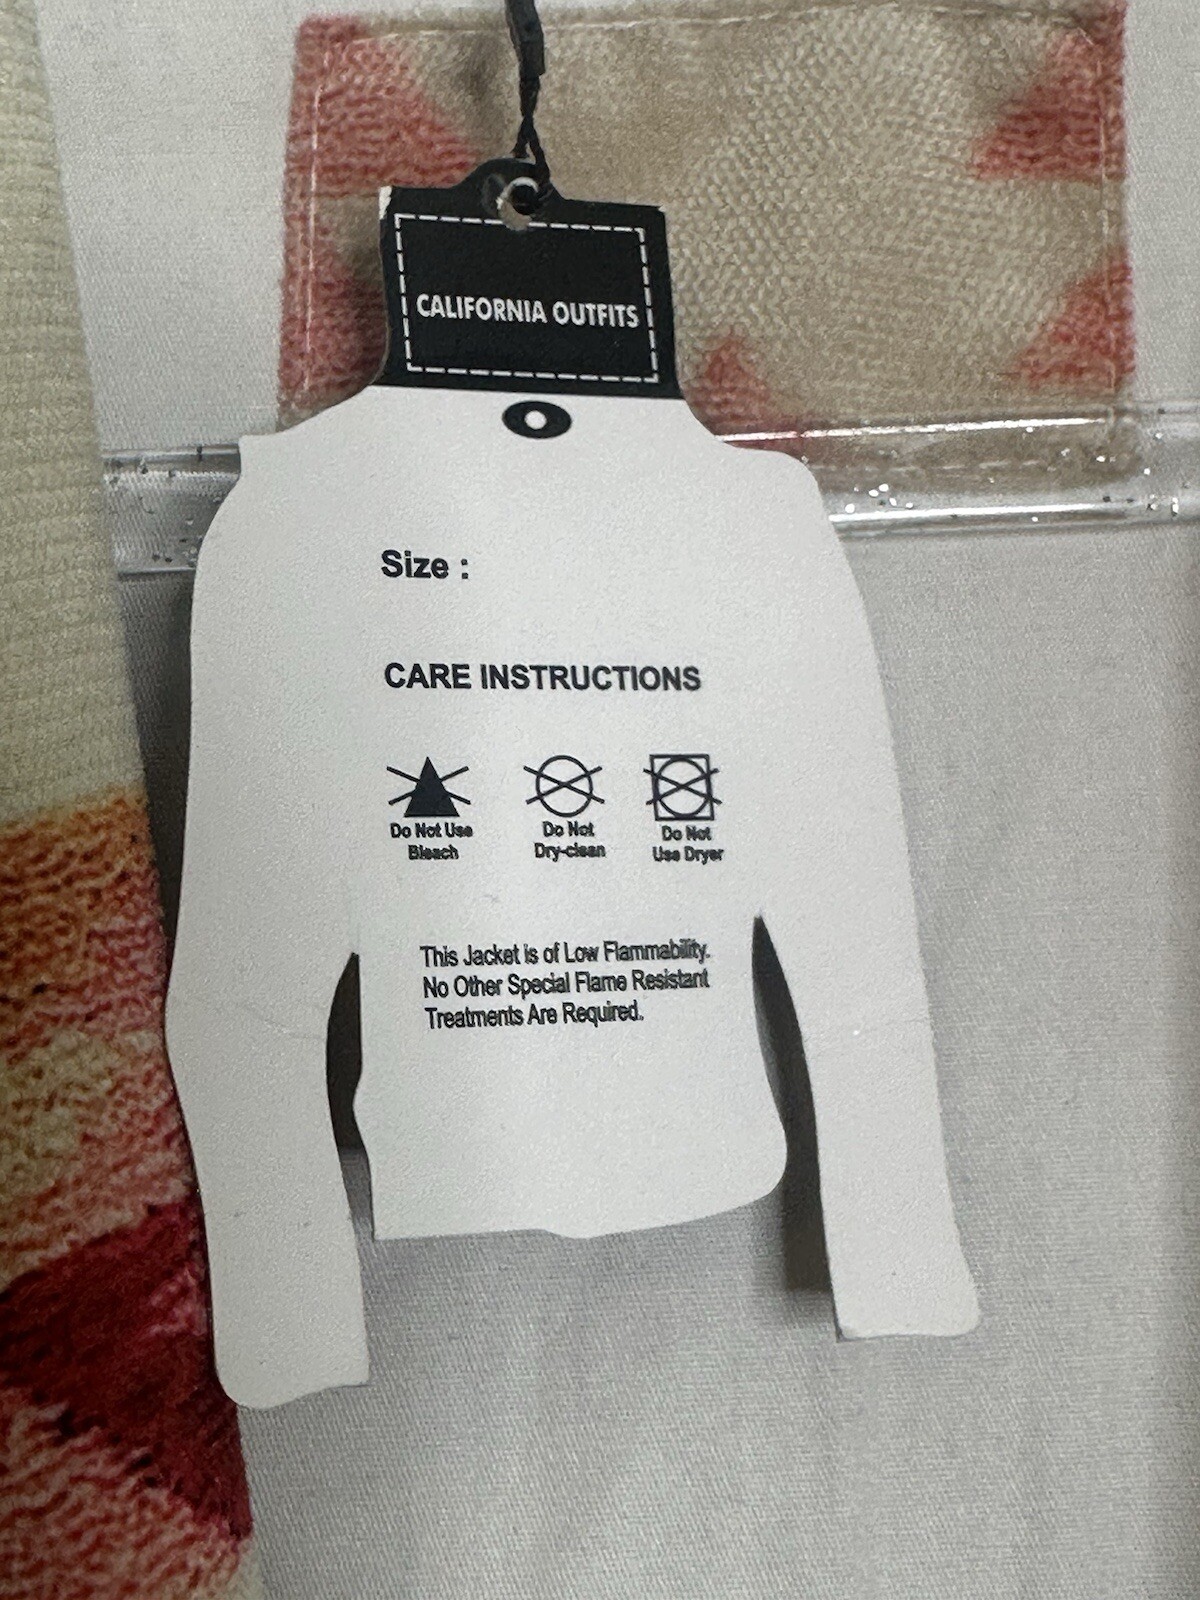 CALIFORNIA OUTFITS
Size :
CARE INSTRUCTIONS
Do Not Use
Bleach
Do Not
Dry-clean
Do Not
Use Dryer
This Jacket is of Low Flammability.
No Other Special Flame Resistant
Treatments Are Required.